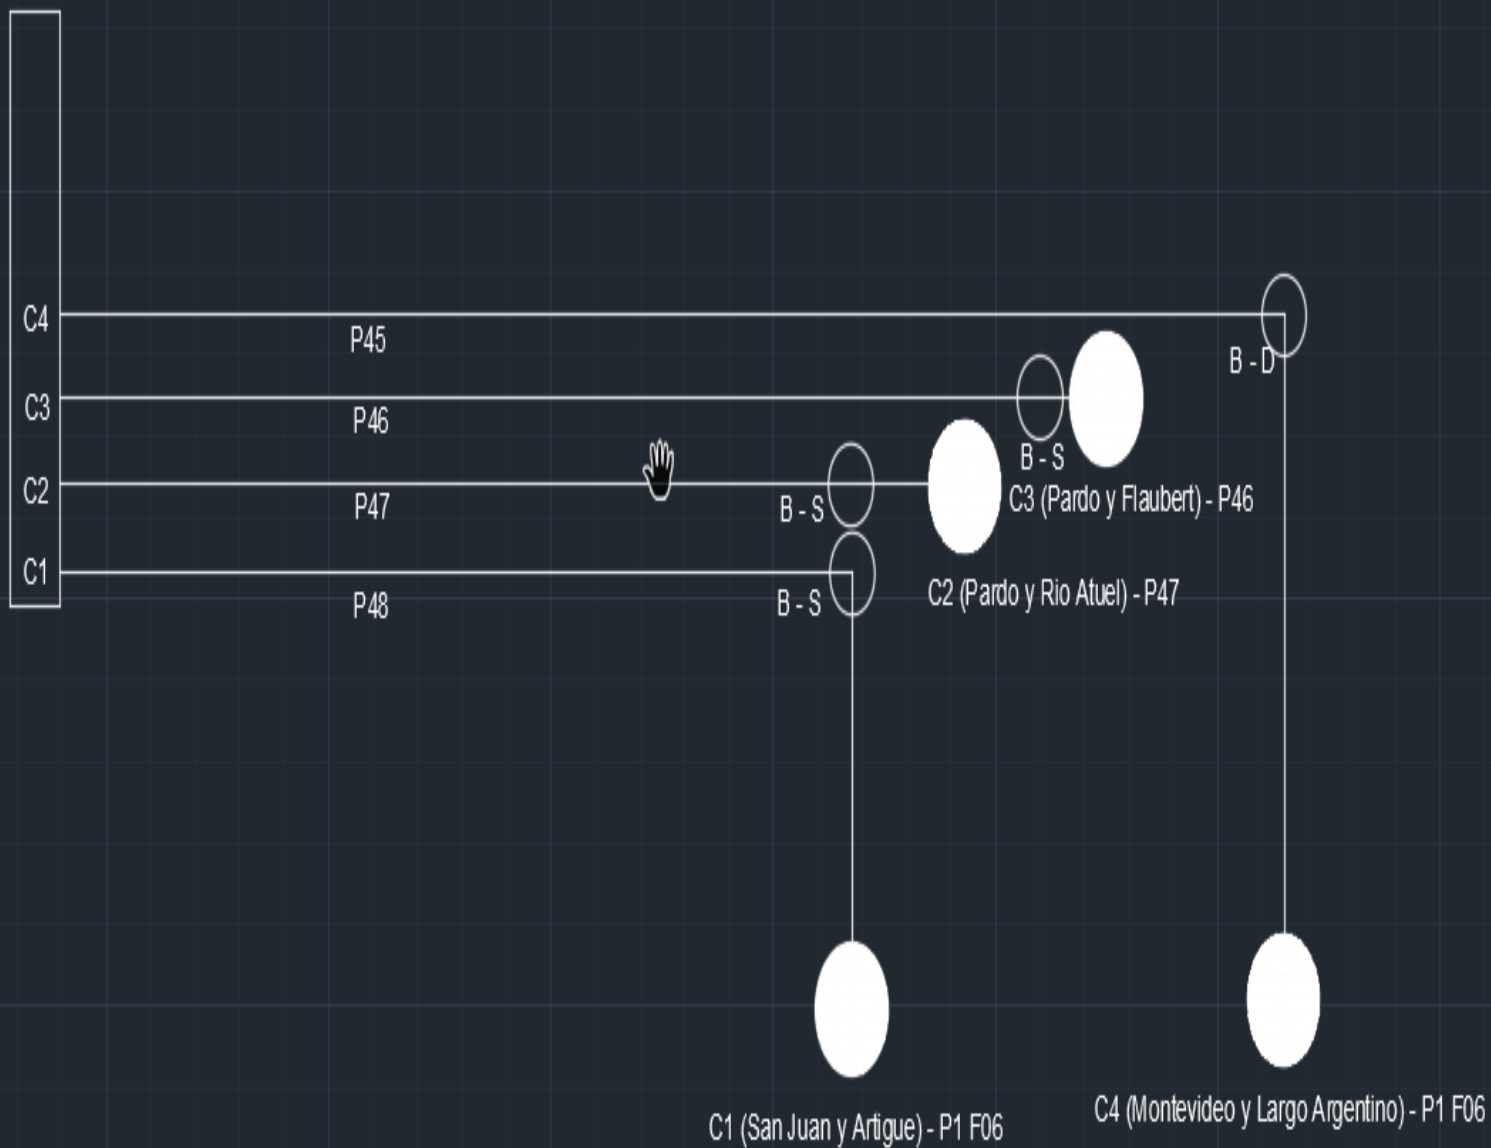 C4
P45
B - D
C3
P46
B - S
C2
P47
B - S
C3 (Pardo y Flaubert) - P46
C1
P48
B - S
C2 (Pardo y Rio Atuel) - P47
C1 (San Juan y Artigue) - P1 F06
C4 (Montevideo y Largo Argentino) - P1 F06